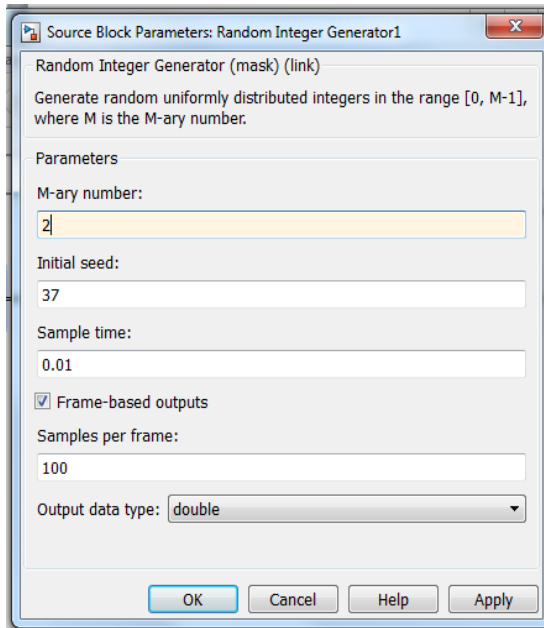 Source Block Parameters: Random Integer Generator1
Random Integer Generator (mask) (link)
Generate random uniformly distributed integers in the range [0, M-1],
where M is the M-ary number.
Parameters
M-ary number:
2
Initial seed:
37
Sample time:
0.01
Frame-based outputs
Samples per frame:
100
Output data type: double
OK Cancel Help Apply